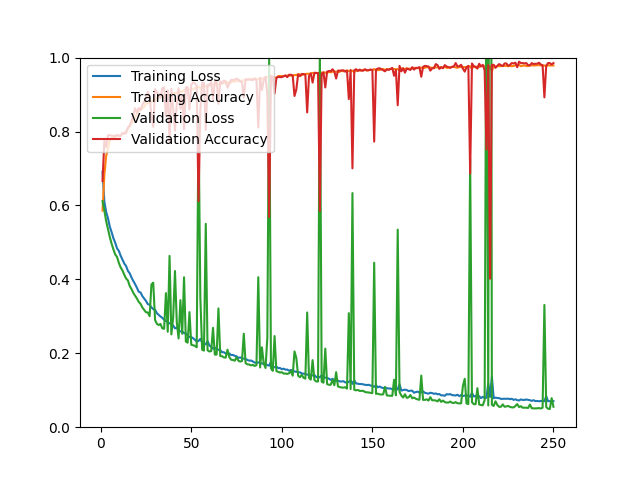 1.0
0.8
0.6
0.4
0.2
0.0
Training Loss
Training Accuracy
Validation Loss
Validation Accuracy
0 50 100 150 200 250